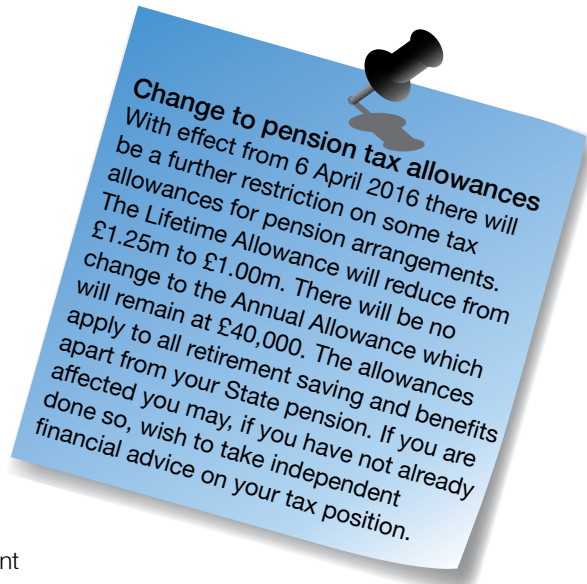 Change to pension tax allowances
With effect from 6 April 2016 there will
be a further restriction on some tax
allowances for pension arrangements.
The Lifetime Allowance will reduce from
£1.25m to £1.00m. There will be no
change to the Annual Allowance which
will remain at £40,000. The allowances
apply to all retirement saving and benefits
apart from your State pension. If you are
affected you may, if you have not already
done so, wish to take independent
financial advice on your tax position.
nt